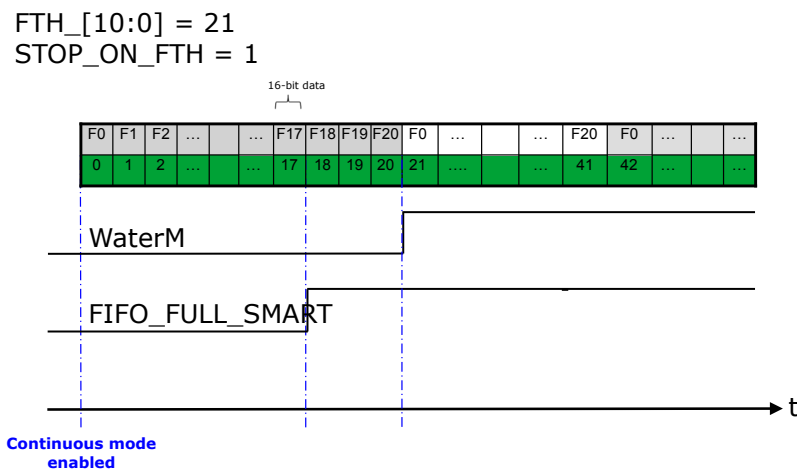 FTH_[10:0] = 21
STOP_ON_FTH = 1
16-bit data
F0 F1 F2 ... ... F17 F18 F19 F20 F0 ... ... F20 F0 ... ...
0 1 2 ... ... 17 18 19 20 21 .... ... 41 42 ... ...
WaterM
FIFO_FULL_SMART
t
Continuous mode
enabled